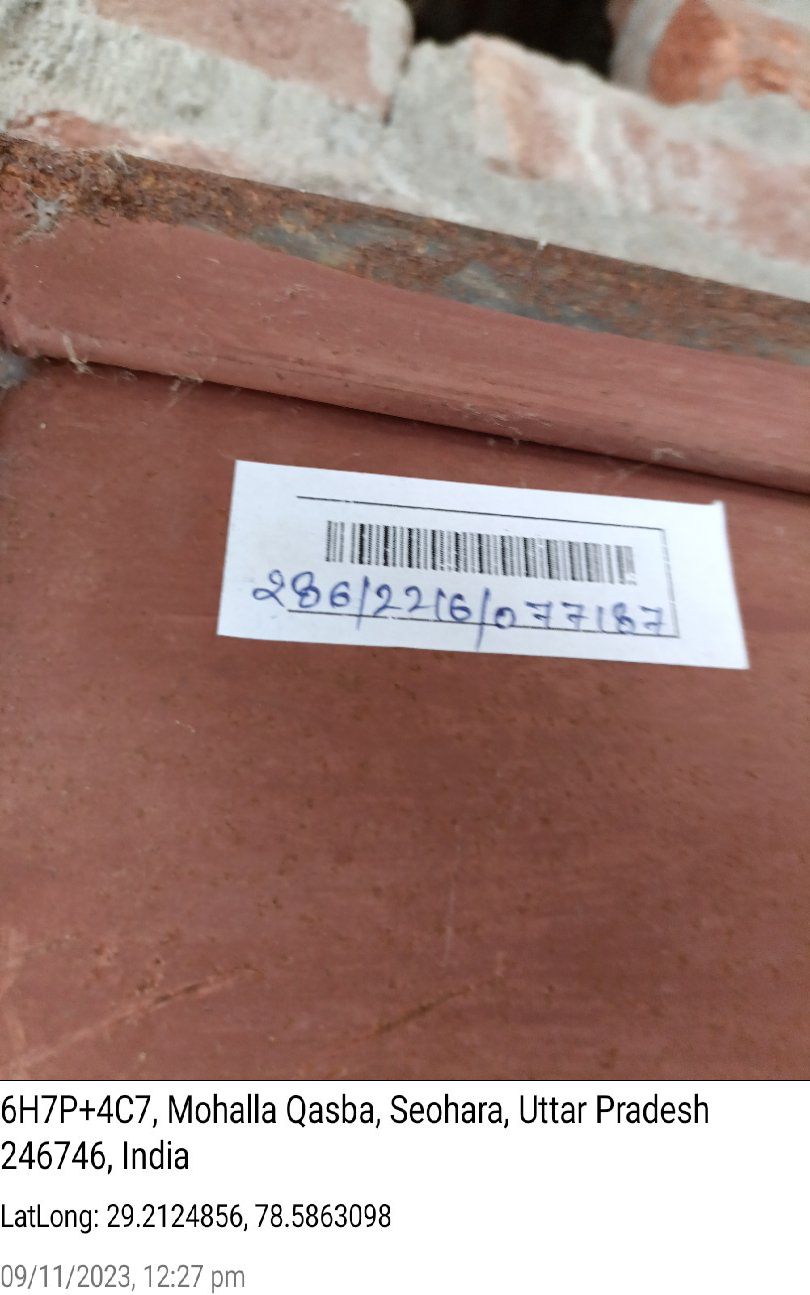 286/2216/077187
6H7P+4C7, Mohalla Qasba, Seohara, Uttar Pradesh
246746, India
LatLong: 29.2124856, 78.5863098
09/11/2023, 12:27 pm